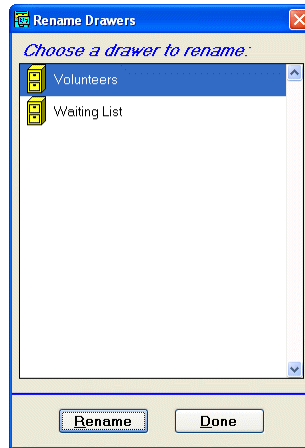 Rename Drawers
Choose a drawer to rename:
Volunteers
Waiting List
Rename
Done